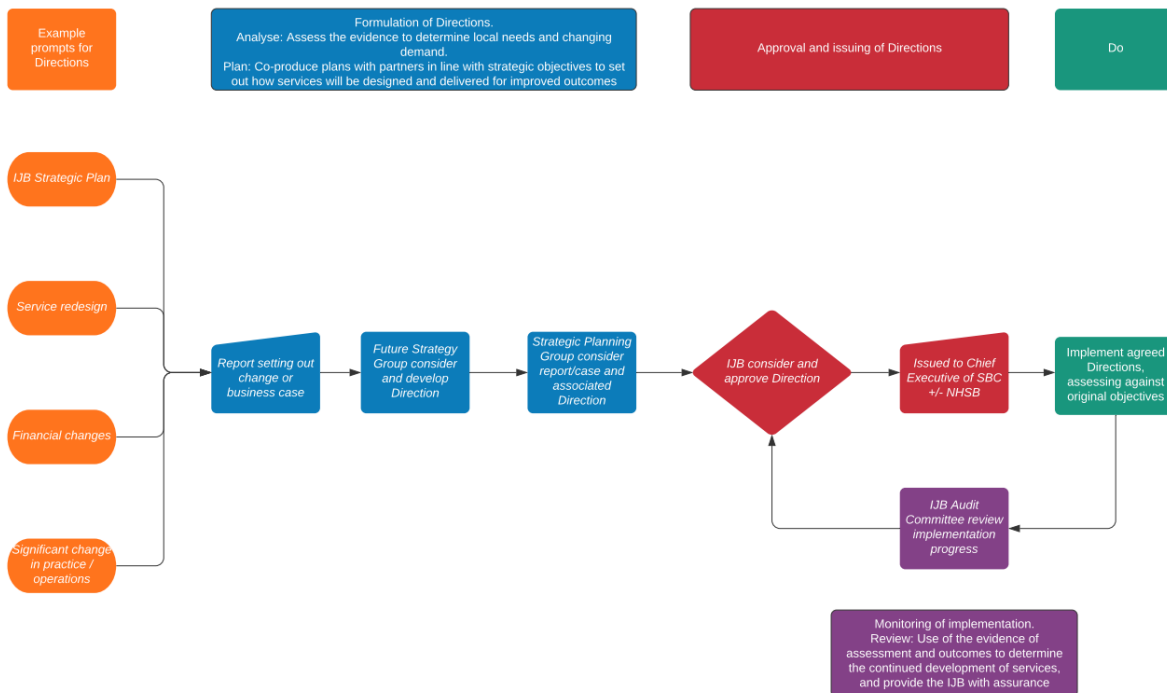 Example
prompts for
Directions
Formulation of Directions.
Analyse: Assess the evidence to determine local needs and changing
demand.
Plan: Co-produce plans with partners in line with strategic objectives to set
out how services will be designed and delivered for improved outcomes
Approval and issuing of Directions
Do
IJB Strategic Plan
Service redesign
Financial changes
Significant change
in practice /
operations
Report setting out
change or
business case
Future Strategy
Group consider
and develop
Direction
Strategic Planning
Group consider
report/case and
associated
Direction
IJB consider and
approve Direction
Issued to Chief
Executive of SBC
+/- NHSB
Implement agreed
Directions,
assessing against
original objectives
IJB Audit
Committee review
implementation
progress
Monitoring of implementation.
Review: Use of the evidence of
assessment and outcomes to determine
the continued development of services,
and provide the IJB with assurance